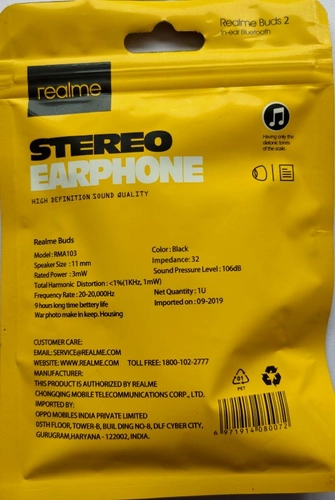 Realme Buds 2
In-ear Bluetooth
realme
Having only the
diatonic tones
of the scale.
STEREO
EARPHONE
HIGH DEFINITION SOUND QUALITY
Realme Buds
Model : RMA103
Speaker Size : 11 mm
Rated Power : 3mW
Total Harmonic Distortion : <1%(1KHz, 1mW)
Frequency Rate : 20-20,000Hz
9 hours long time bettery life
War photo make in keep. Housing
Color : Black
Impedance: 32
Sound Pressure Level : 106dB
Net Quantity : 1U
Imported on : 09-2019
CUSTOMER CARE:
EMAIL: SERVICE@REALME.COM
WEBSITE: WWW.REALME.COM TOLL FREE: 1800-102-2777
MANUFACTURER:
THIS PRODUCT IS AUTHORIZED BY REALME
CHONGQING MOBILE TELECOMMUNICATIONS CORP., LTD.
IMPORTED BY:
OPPO MOBILES INDIA PRIVATE LIMITED
05TH FLOOR, TOWER-B, BUIL DING NO-8, DLF CYBER CITY,
GURUGRAM,HARYANA - 122002, INDIA.
01
PET
6 971914 080072